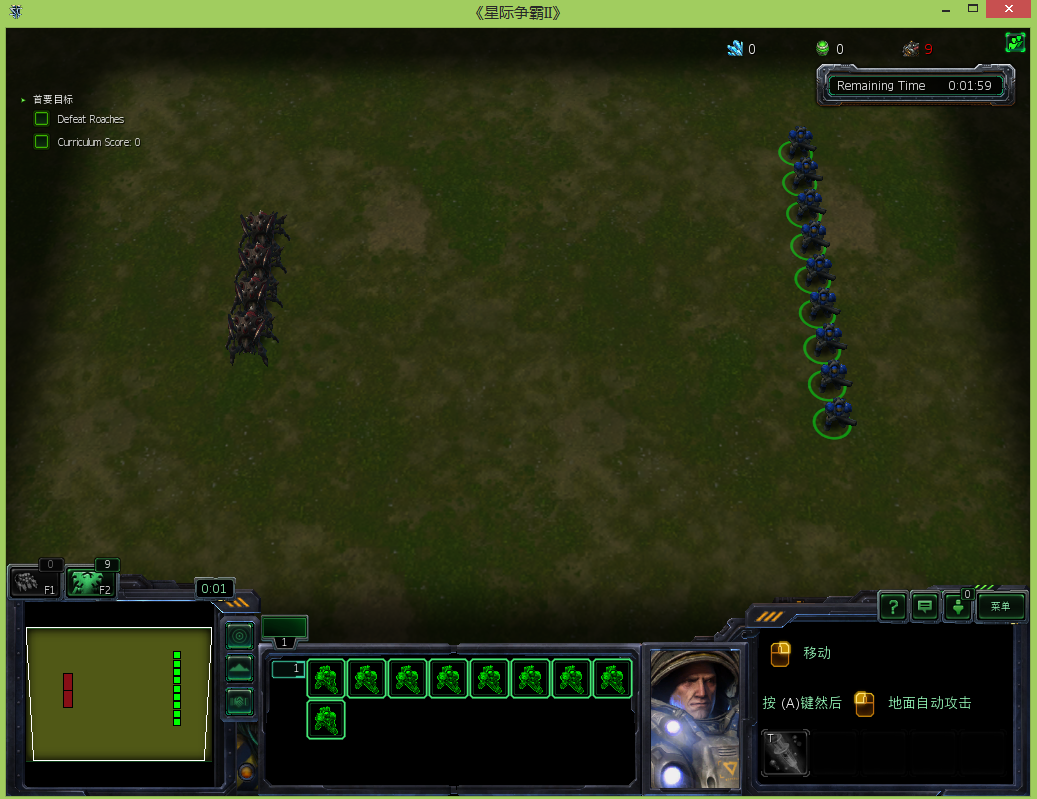 《星际争霸II》
0 0 9
Remaining Time 0:01:59
首要目标
Defeat Roaches
Curriculum Score: 0
0 9
F1 F2
0:01
1
1
0
菜单
移动
按 (A)键然后 地面自动攻击
T